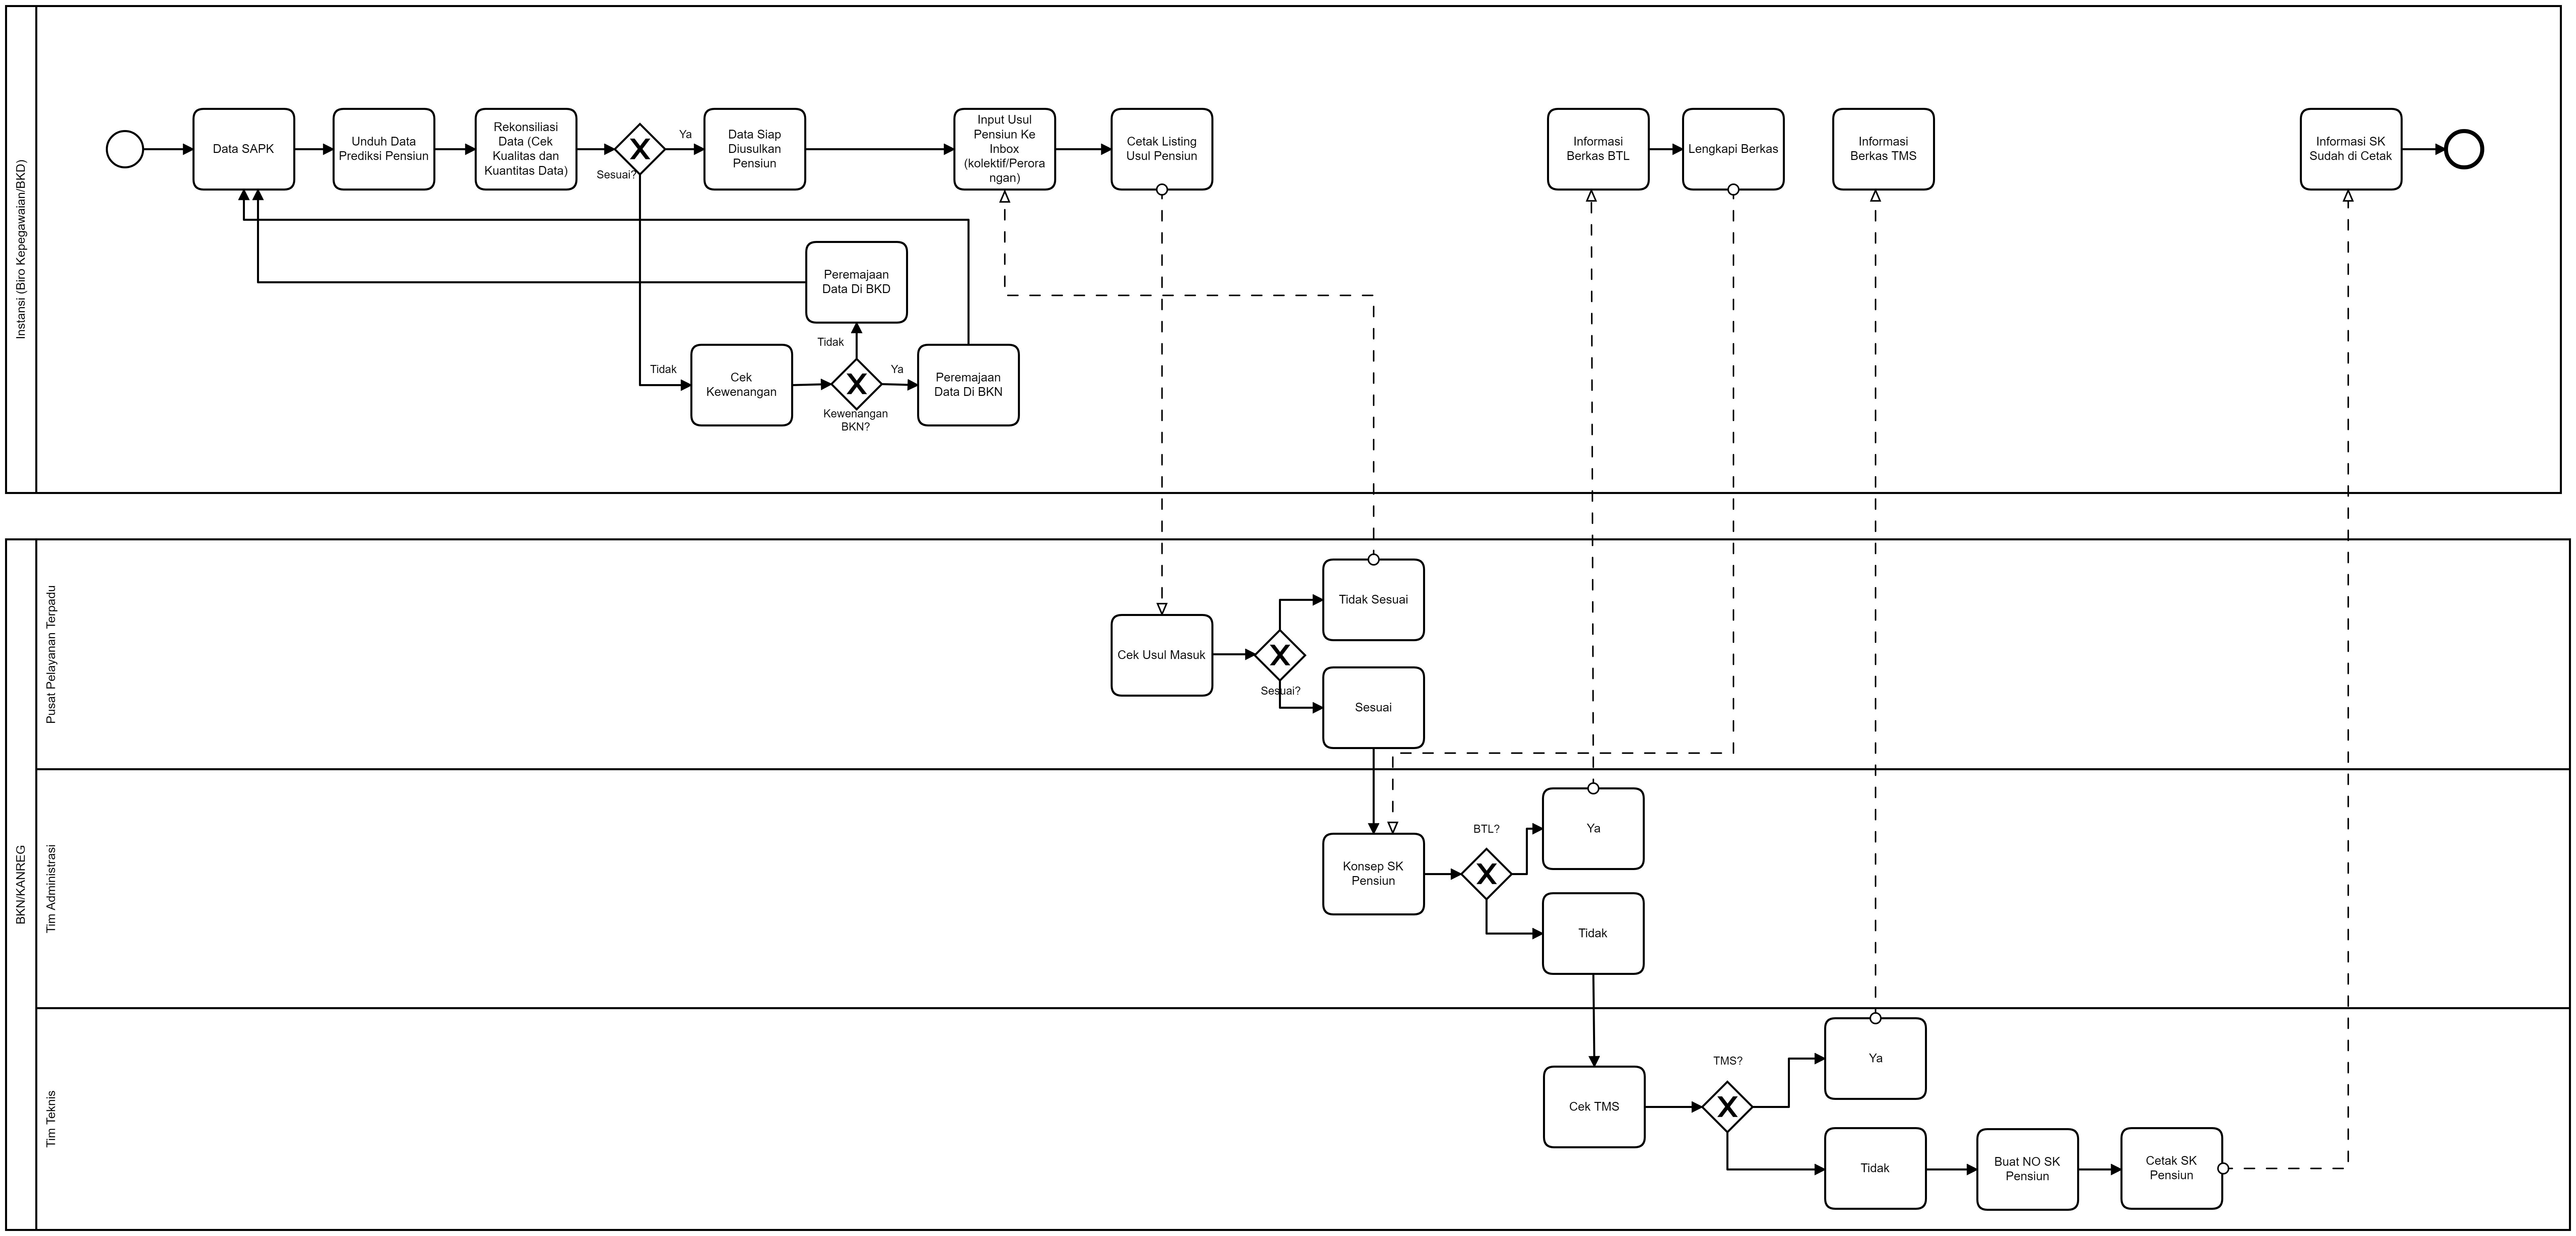 Instansi (Biro Kepegawaian/BKD)
Data SAPK
Unduh Data
Prediksi Pensiun
Rekonsiliasi
Data (Cek
Kualitas dan
Kuantitas Data)
Sesuai?
Ya
Data Siap
Diusulkan
Pensiun
Input Usul
Pensiun Ke
Inbox
(kolektif/Perora
ngan)
Cetak Listing
Usul Pensiun
Informasi
Berkas BTL
Lengkapi Berkas
Informasi
Berkas TMS
Informasi SK
Sudah di Cetak
Peremajaan
Data Di BKD
Tidak
Tidak
Cek
Kewenangan
Kewenangan
BKN?
Ya
Peremajaan
Data Di BKN
BKN/KANREG
Pusat Pelayanan Terpadu
Cek Usul Masuk
Sesuai?
Tidak Sesuai
Sesuai
Tim Administrasi
Konsep SK
Pensiun
BTL?
Ya
Tidak
Tim Teknis
Cek TMS
TMS?
Ya
Tidak
Buat NO SK
Pensiun
Cetak SK
Pensiun